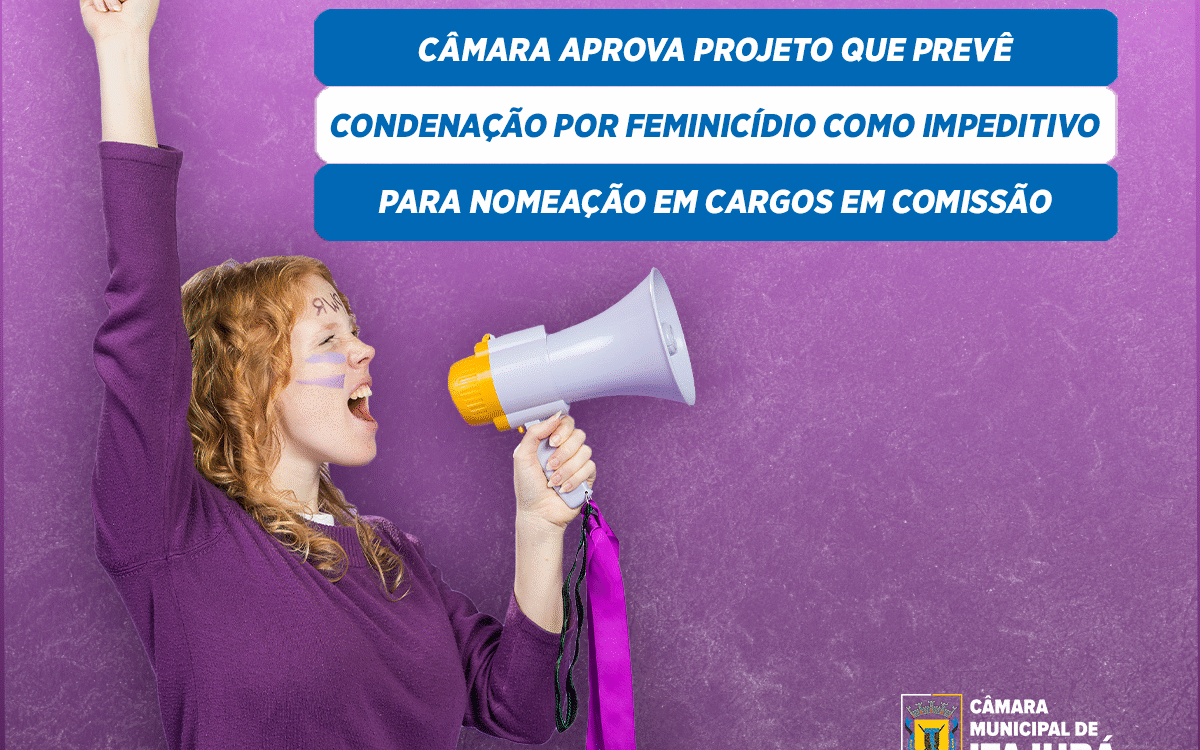 CÂMARA APROVA PROJETO QUE PREVÊ
CONDENAÇÃO POR FEMINICÍDIO COMO IMPEDITIVO
PARA NOMEAÇÃO EM CARGOS EM COMISSÃO
CÂMARA
MUNICIPAL DE